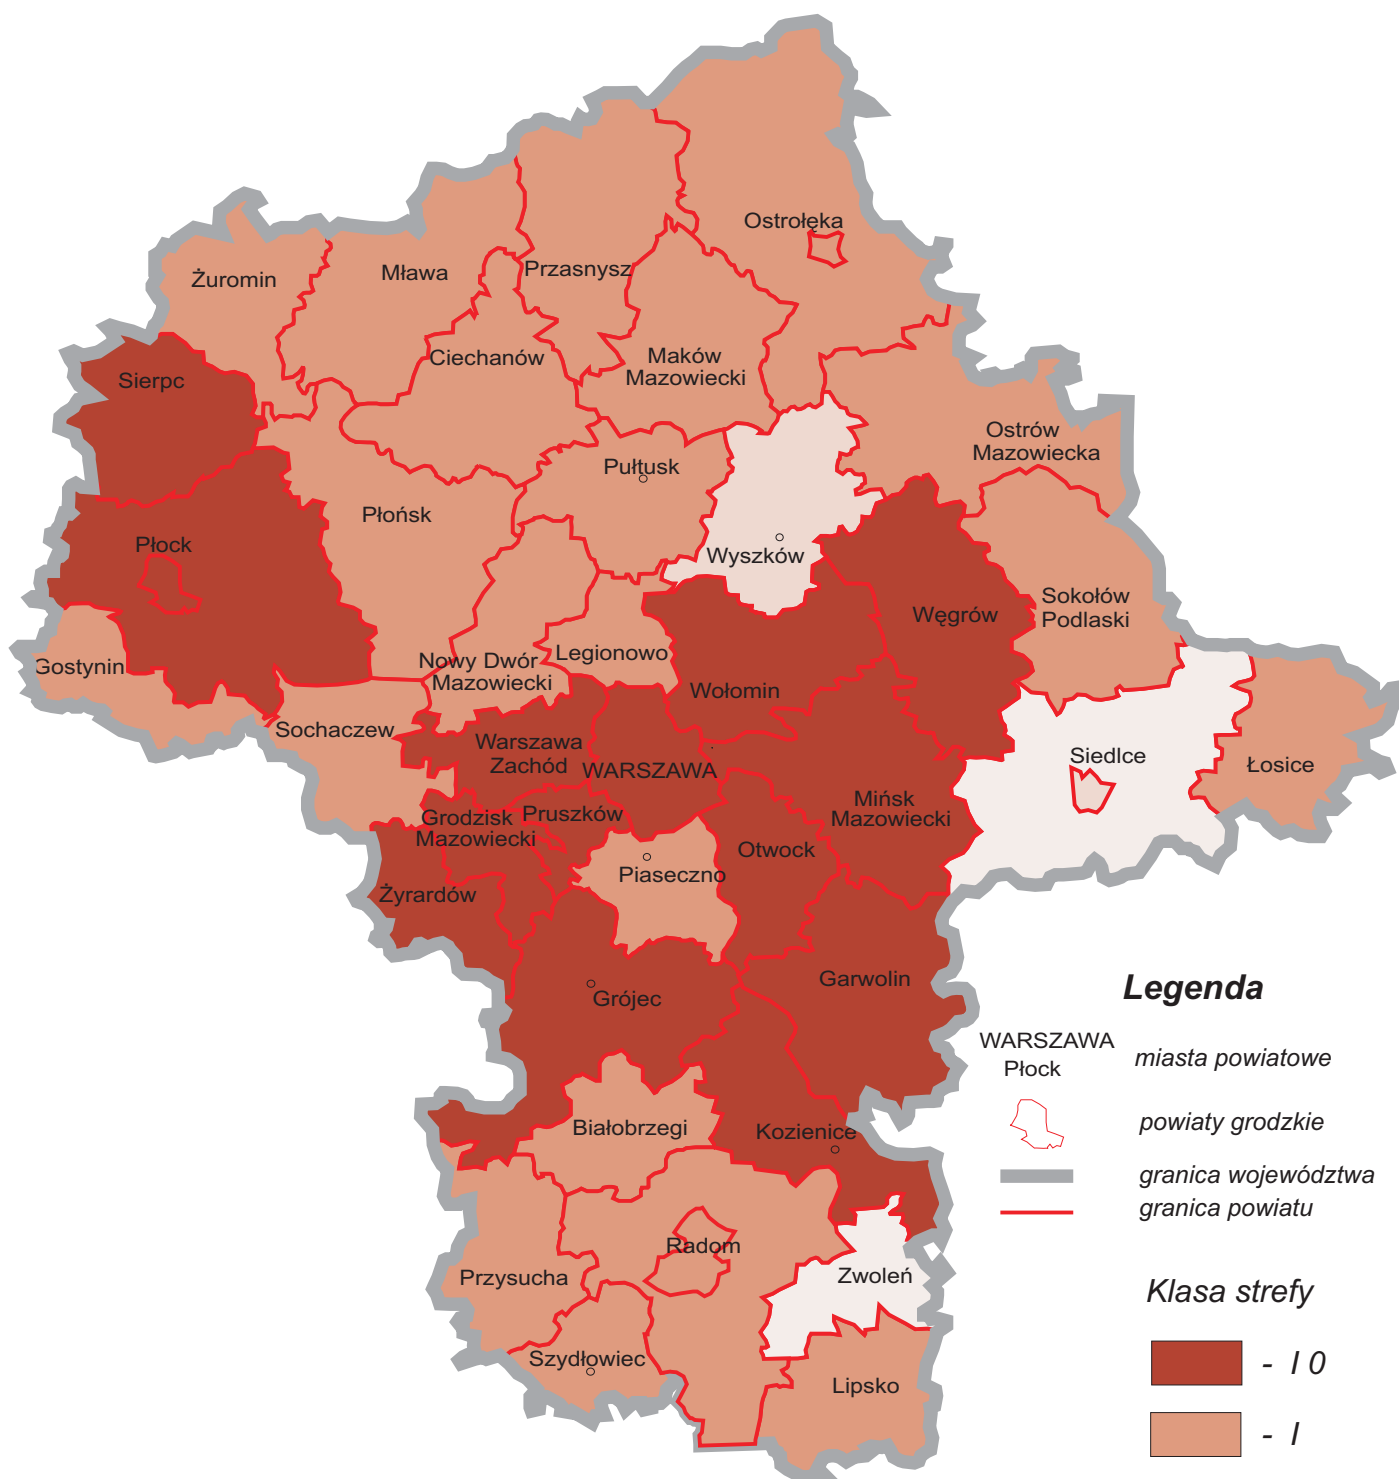 Ostrołęka
Żuromin
Mława
Przasnysz
Ciechanów
Maków
Mazowiecki
Sierpc
Ostrów
Mazowiecka
Pułtusk
Płońsk
Płock
Wyszków
Węgrów
Sokołów
Podlaski
Gostynin
Nowy Dwór
Mazowiecki
Legionowo
Wołomin
Sochaczew
Warszawa
Zachód
WARSZAWA
Siedlce
Łosice
Mińsk
Mazowiecki
Grodzisk
Mazowiecki
Pruszków
Otwock
Piaseczno
Żyrardów
Garwolin
Grójec
Białobrzegi
Kozienice
Radom
Przysucha
Zwoleń
Szydłowiec
Lipsko
Legenda
WARSZAWA
Płock
miasta powiatowe
powiaty grodzkie
granica województwa
granica powiatu
Klasa strefy
- I 0
- I